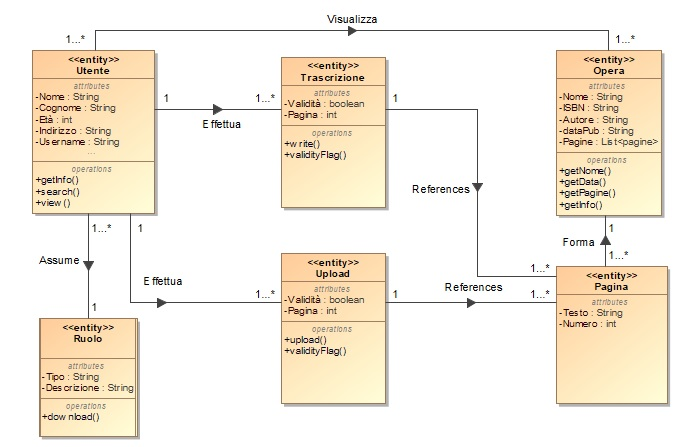 Visualizza
1...*
1...*
<<entity>>
Utente
attributes
-Nome : String
-Cognome : String
-Età : int
-Indirizzo : String
-Username : String
...
operations
+getInfo()
+search()
+view ()
1
1...*
Effettua
<<entity>>
Trascrizione
attributes
-Validità : boolean
-Pagina : int
operations
+w rite()
+validityFlag()
1
References
1...*
<<entity>>
Opera
attributes
-Nome : String
-ISBN : String
-Autore : String
-dataPub : String
-Pagine : List<pagine>
operations
+getNome()
+getData()
+getPagine()
+getInfo()
1
Forma
1...*
1...*
Assume
1
1
Effettua
1...*
<<entity>>
Upload
attributes
-Validità : boolean
-Pagina : int
operations
+upload()
+validityFlag()
1
References
1...*
<<entity>>
Pagina
attributes
-Testo : String
-Numero : int
<<entity>>
Ruolo
attributes
-Tipo : String
-Descrizione : String
operations
+dow nload()